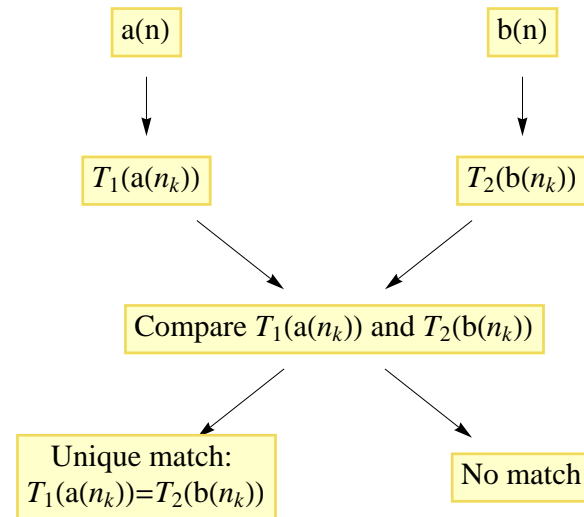 a(n)
b(n)
T₁(a(nₖ))
T₂(b(nₖ))
Compare T₁(a(nₖ)) and T₂(b(nₖ))
Unique match:
T₁(a(nₖ))=T₂(b(nₖ))
No match